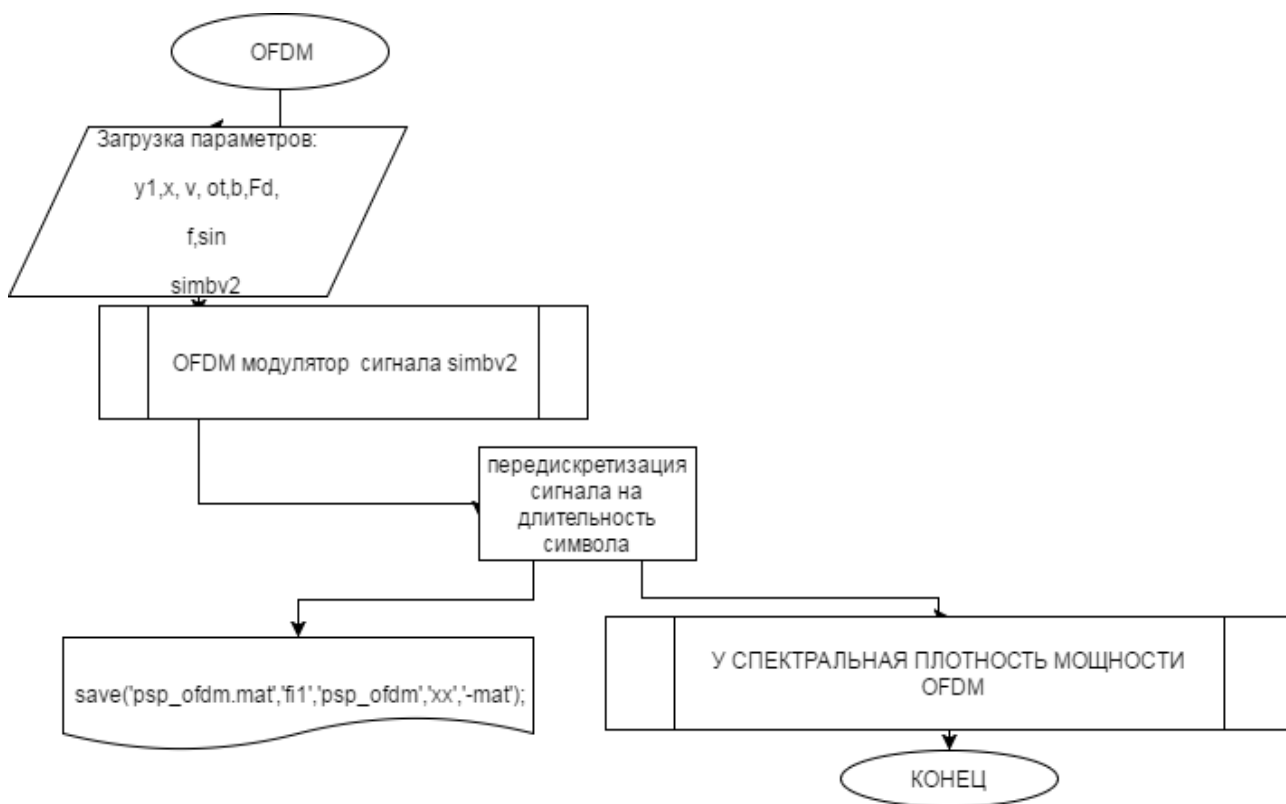 OFDM
Загрузка параметров:
y1,x, v, ot,b,Fd,
f,sin
simbv2
OFDM модулятор сигнала simbv2
передискретизация
сигнала на
длительность
символа
save('psp_ofdm.mat','fi1','psp_ofdm','xx','-mat');
У СПЕКТРАЛЬНАЯ ПЛОТНОСТЬ МОЩНОСТИ
OFDM
КОНЕЦ